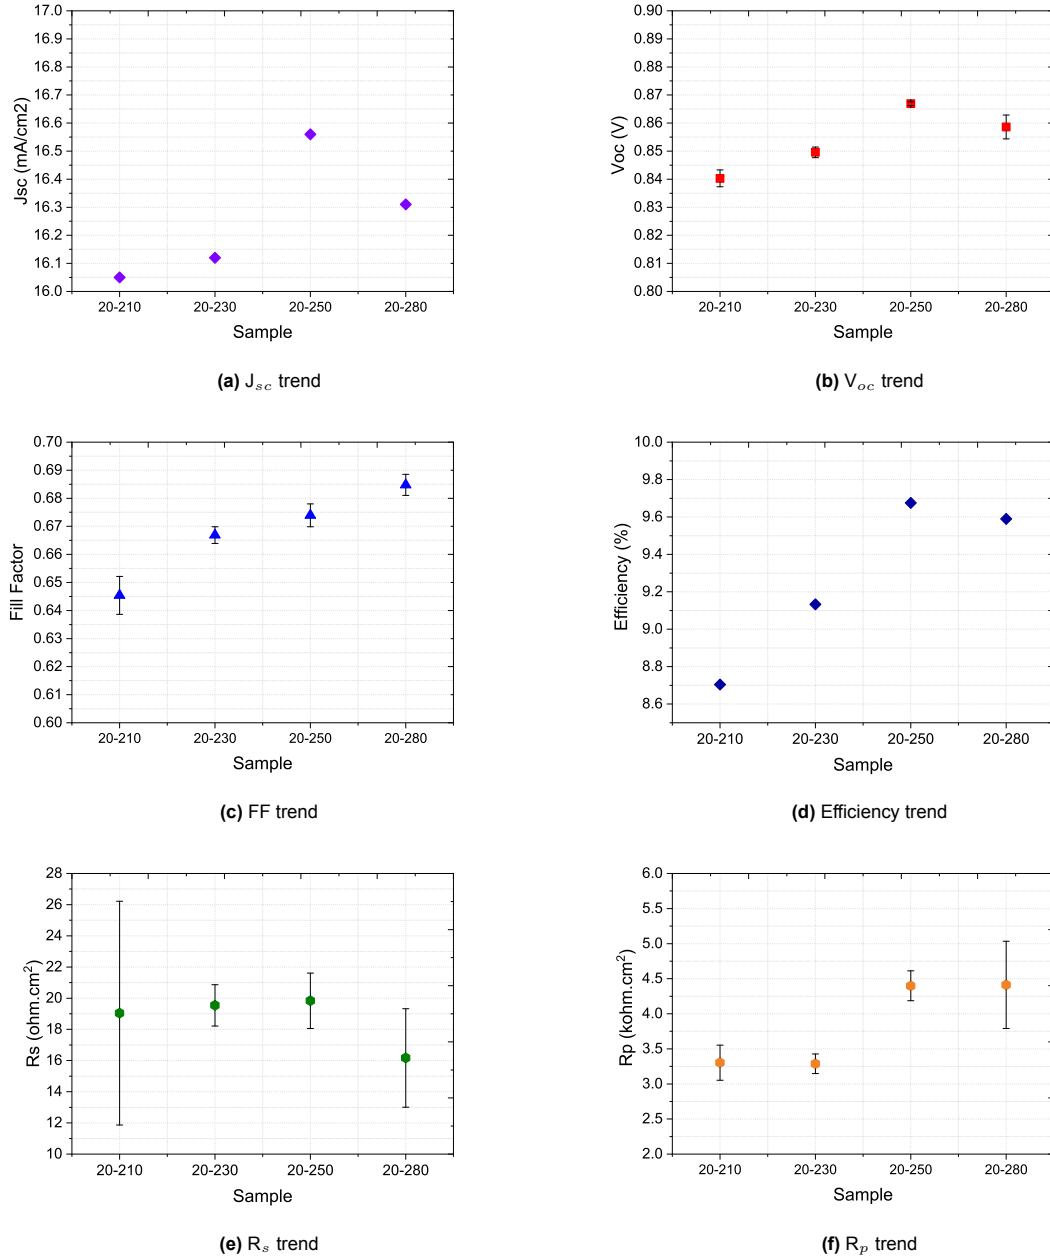 17.0
16.9
16.8
16.7
16.6
16.5
16.4
16.3
16.2
16.1
16.0
Jsc (mA/cm2)
20-210 20-230 20-250 20-280
Sample
(a) Jsc trend
0.90
0.89
0.88
0.87
0.86
0.85
0.84
0.83
0.82
0.81
0.80
Voc (V)
20-210 20-230 20-250 20-280
Sample
(b) Voc trend
0.70
0.69
0.68
0.67
0.66
0.65
0.64
0.63
0.62
0.61
0.60
Fill Factor
20-210 20-230 20-250 20-280
Sample
(c) FF trend
10.0
9.8
9.6
9.4
9.2
9.0
8.8
8.6
Efficiency (%)
20-210 20-230 20-250 20-280
Sample
(d) Efficiency trend
28
26
24
22
20
18
16
14
12
10
Rs (ohm.cm²)
20-210 20-230 20-250 20-280
Sample
(e) Rs trend
6.0
5.5
5.0
4.5
4.0
3.5
3.0
2.5
2.0
Rp (kohm.cm²)
20-210 20-230 20-250 20-280
Sample
(f) Rp trend